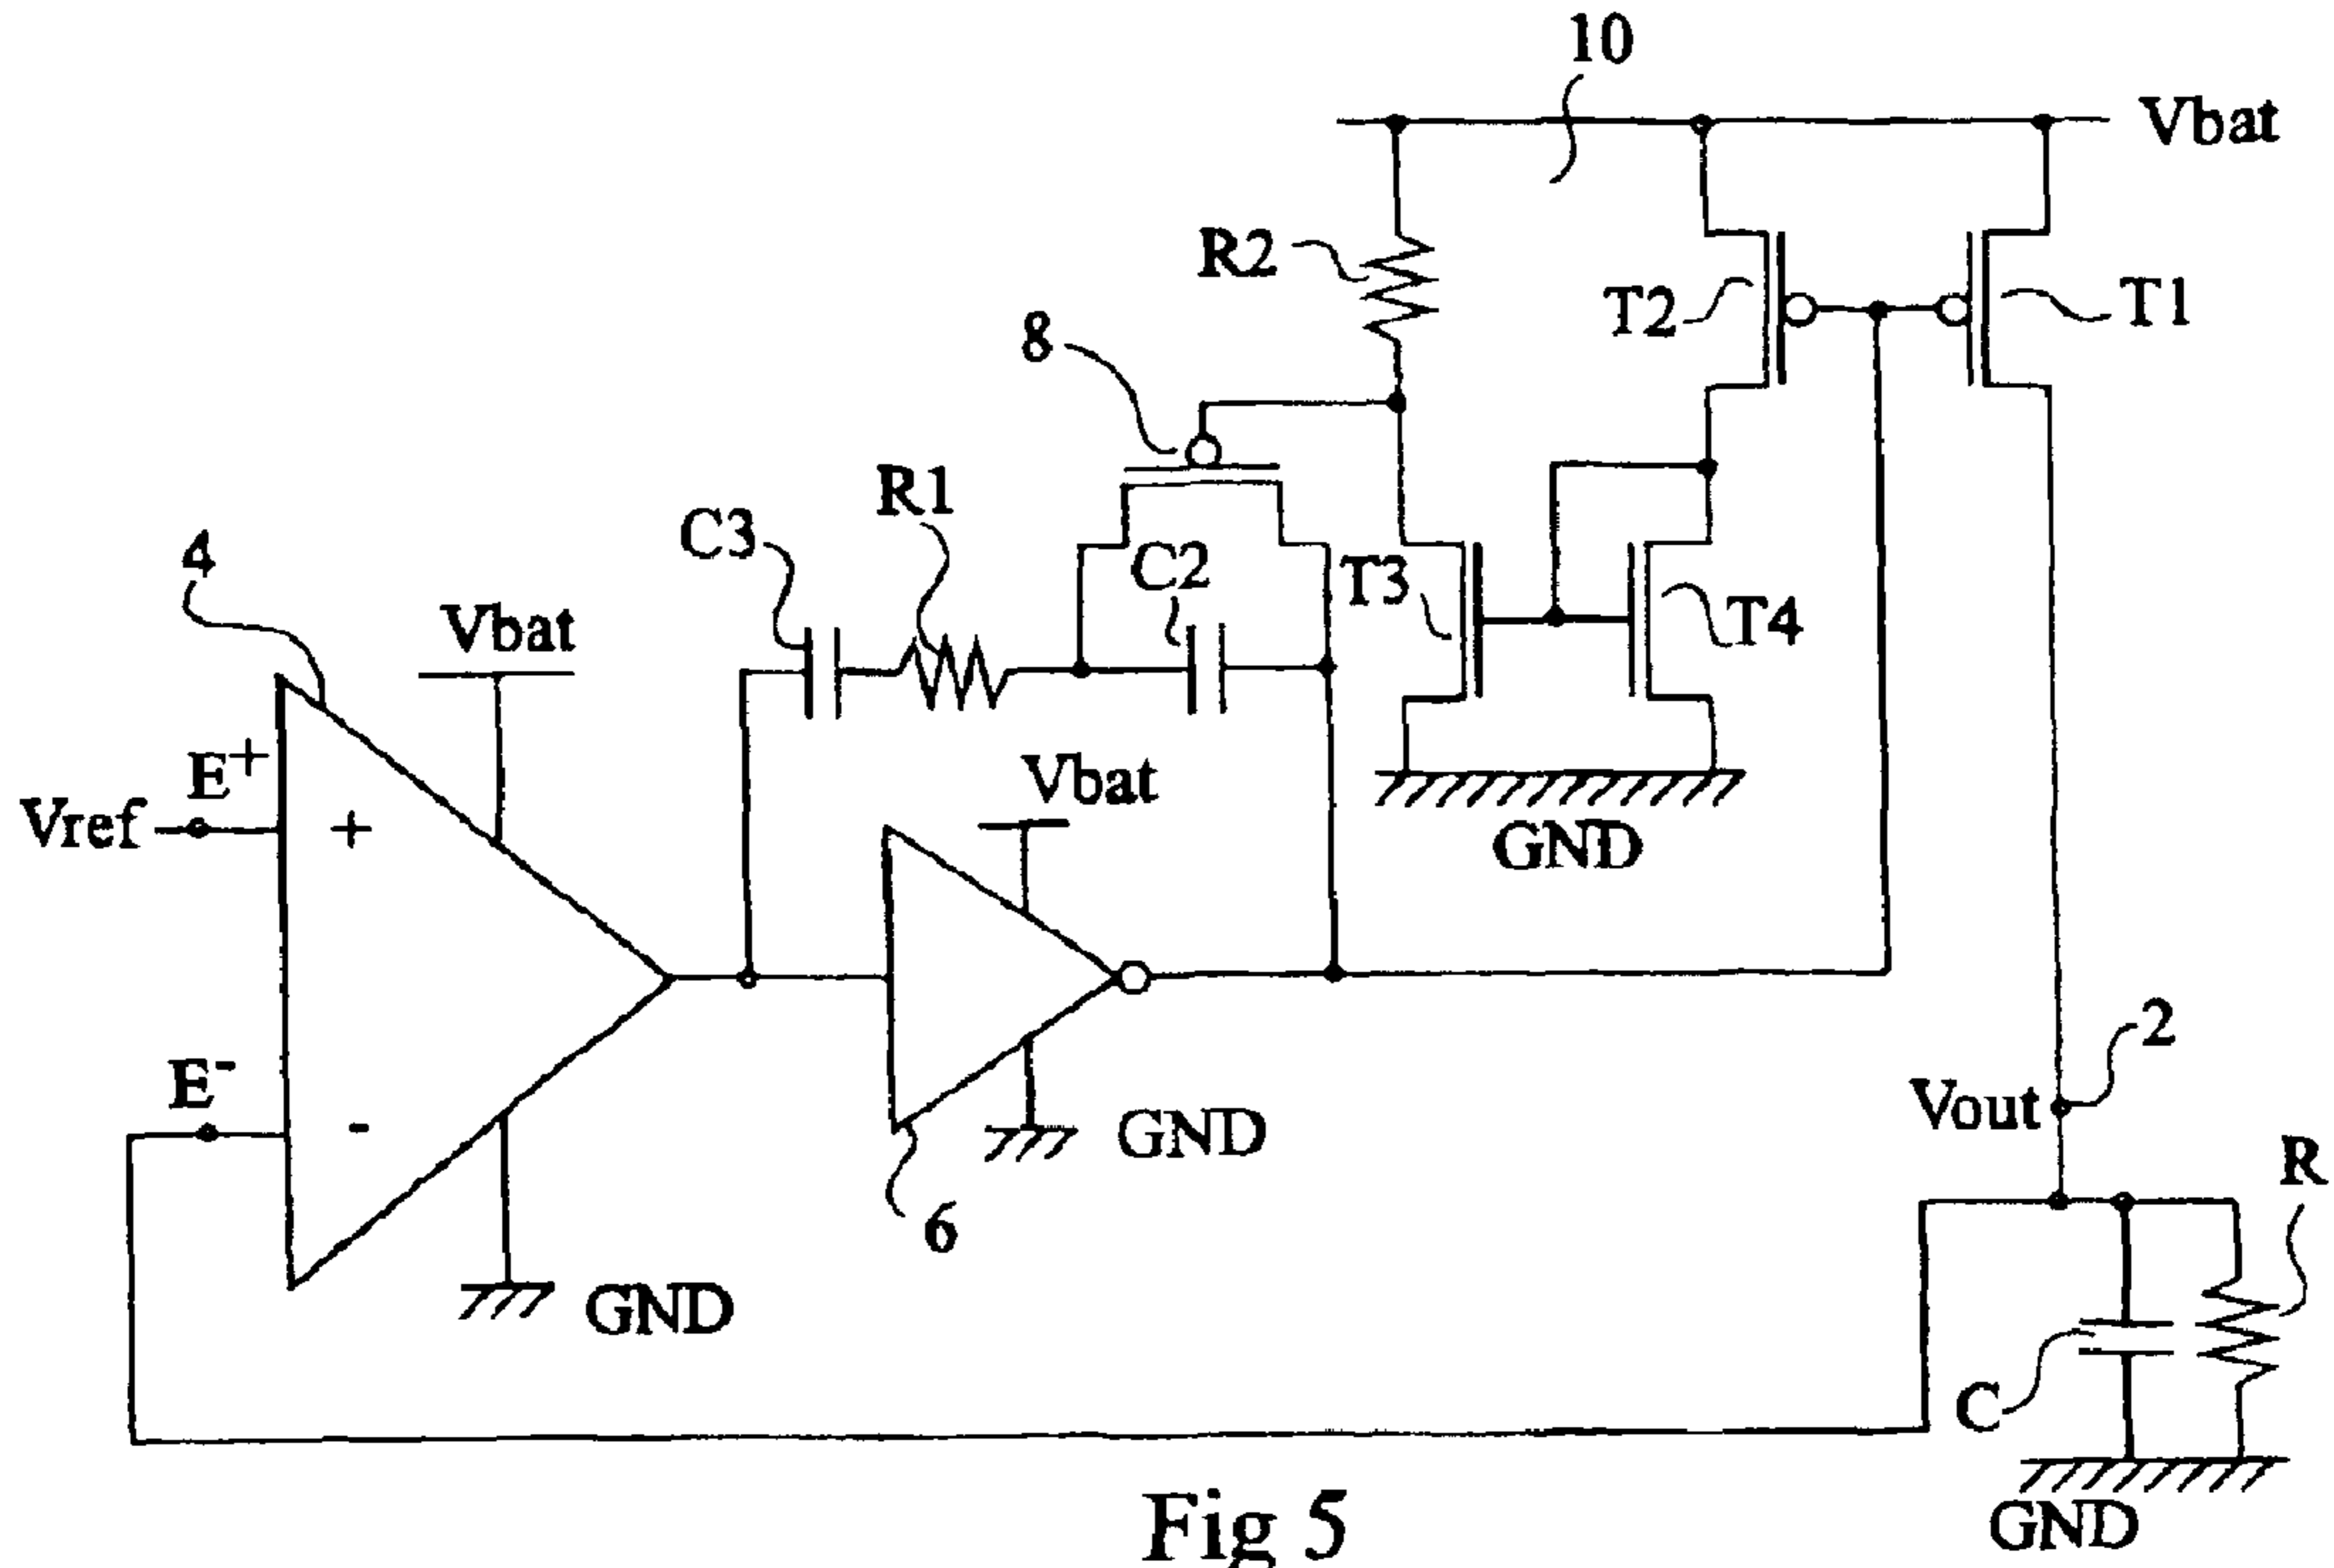 10
Vbat
R2
T2
T1
8
R1
C3
C2
T3
T4
4
Vbat
E+
Vref
+
Vbat
GND
E-
-
6
GND
GND
2
Vout
R
C
GND
Fig 5